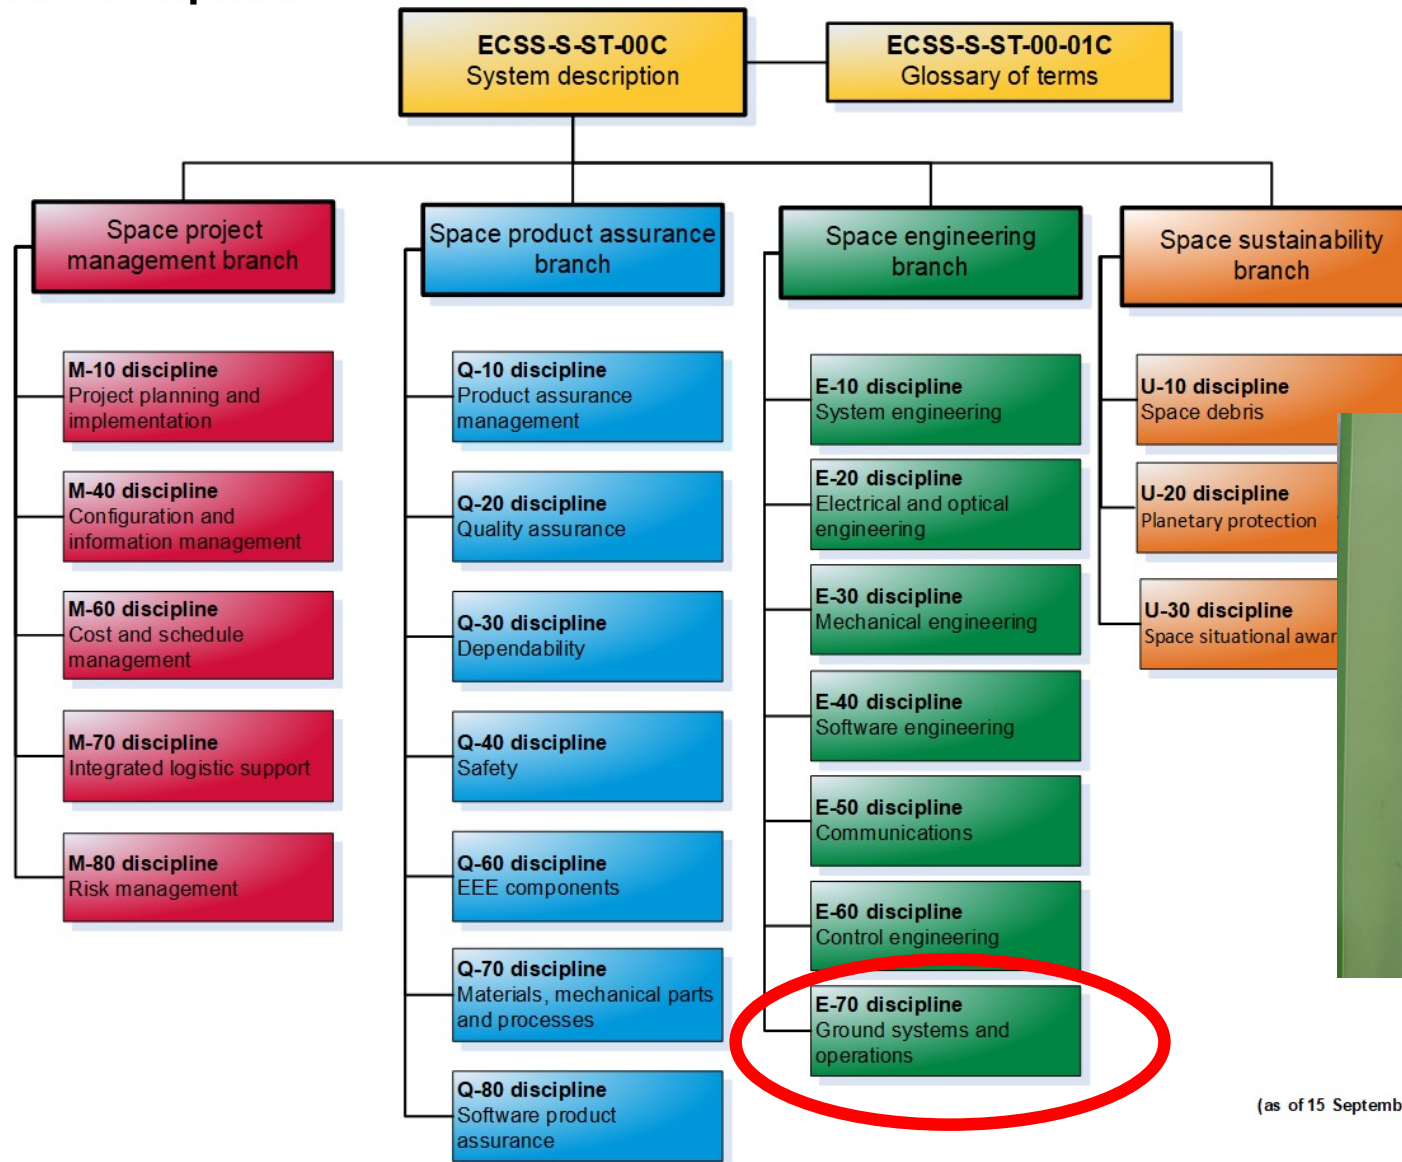 ECSS-S-ST-00C
System description
ECSS-S-ST-00-01C
Glossary of terms
Space project
management branch
M-10 discipline
Project planning and
implementation
M-40 discipline
Configuration and
information management
M-60 discipline
Cost and schedule
management
M-70 discipline
Integrated logistic support
M-80 discipline
Risk management
Space product assurance
branch
Q-10 discipline
Product assurance
management
Q-20 discipline
Quality assurance
Q-30 discipline
Dependability
Q-40 discipline
Safety
Q-60 discipline
EEE components
Q-70 discipline
Materials, mechanical parts
and processes
Q-80 discipline
Software product
assurance
Space engineering
branch
E-10 discipline
System engineering
E-20 discipline
Electrical and optical
engineering
E-30 discipline
Mechanical engineering
E-40 discipline
Software engineering
E-50 discipline
Communications
E-60 discipline
Control engineering
E-70 discipline
Ground systems and
operations
Space sustainability
branch
U-10 discipline
Space debris
U-20 discipline
Planetary protection
U-30 discipline
Space situational
(as of 15